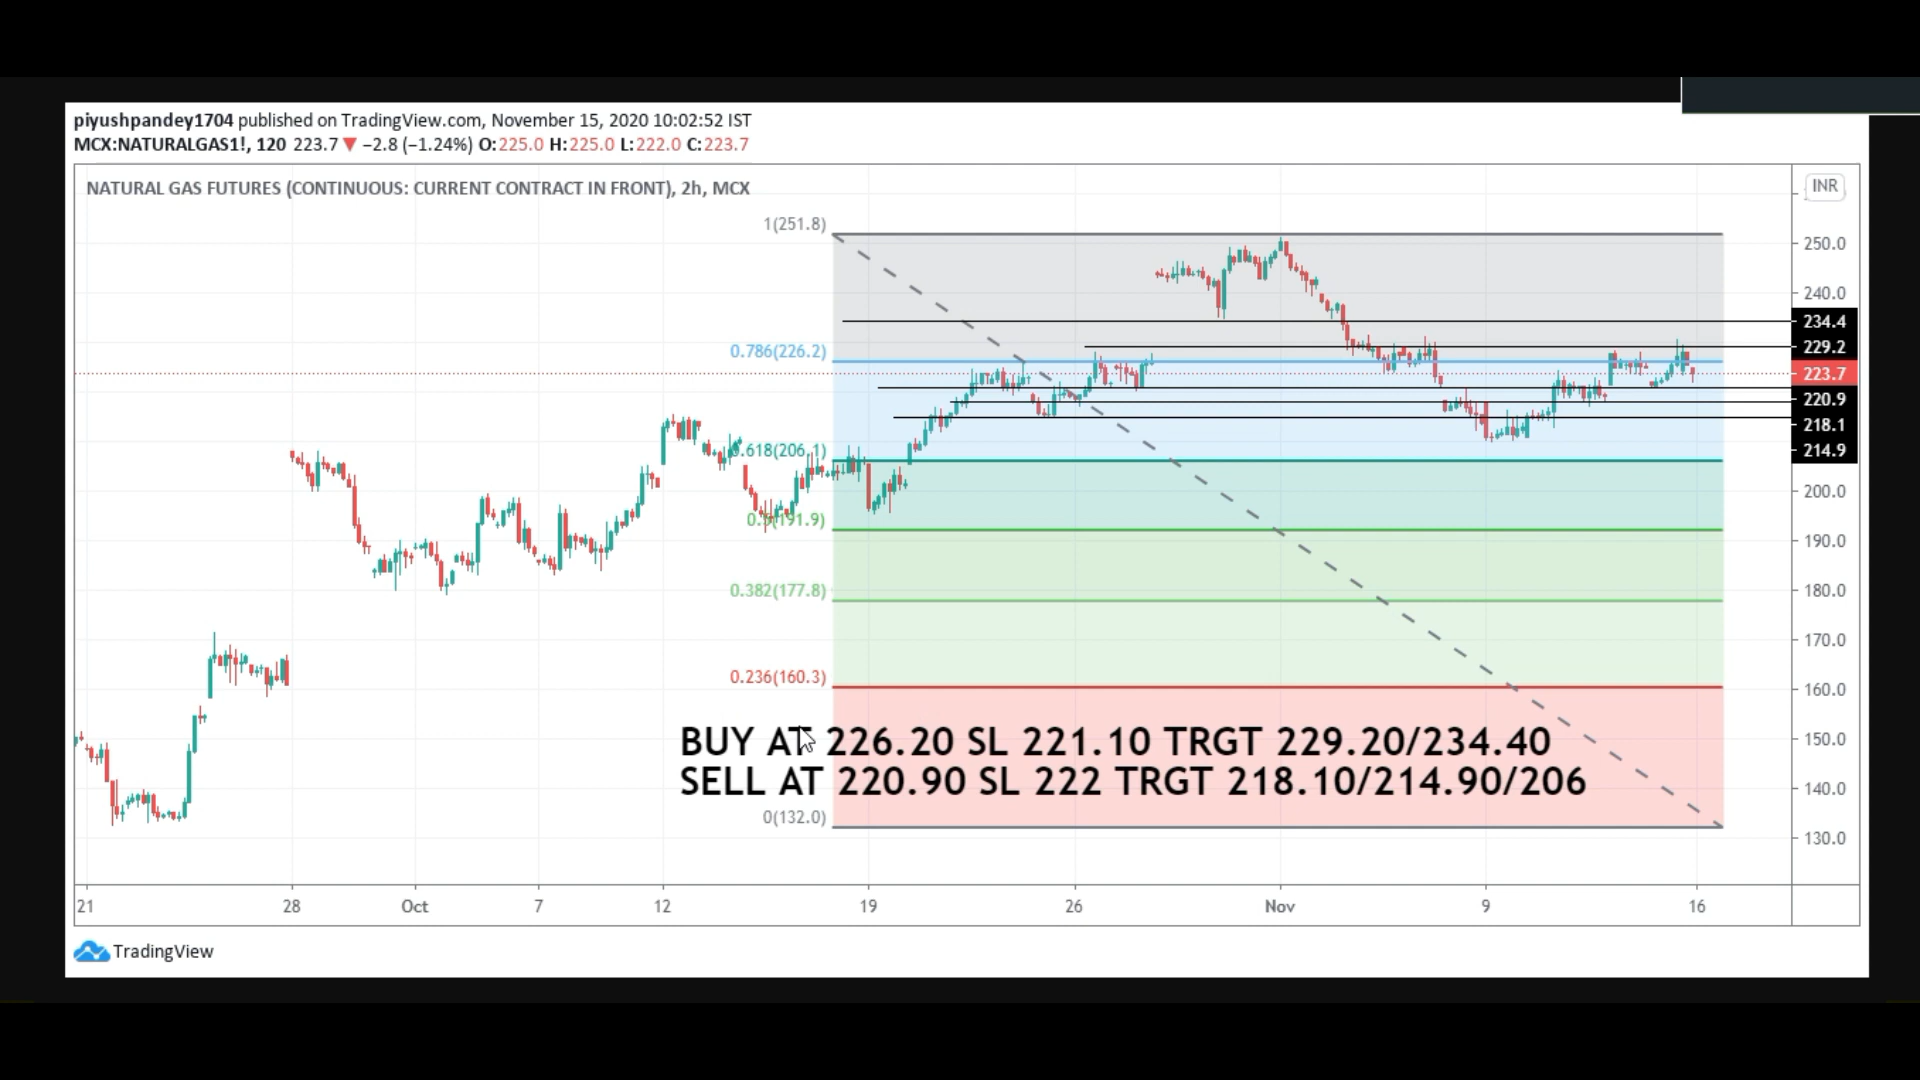 piyushpandey1704 published on TradingView.com, November 15, 2020 10:02:52 IST
MCX:NATURALGAS1!, 120 223.7 ▼ −2.8 (−1.24%) O:225.0 H:225.0 L:222.0 C:223.7
NATURAL GAS FUTURES (CONTINUOUS: CURRENT CONTRACT IN FRONT), 2h, MCX
INR
1(251.8)
250.0
240.0
234.4
0.786(226.2)
229.2
223.7
220.9
218.1
0.618(206.1)
214.9
200.0
0.5(191.9)
190.0
0.382(177.8)
180.0
170.0
0.236(160.3)
160.0
BUY AT 226.20 SL 221.10 TRGT 229.20/234.40
150.0
SELL AT 220.90 SL 222 TRGT 218.10/214.90/206
140.0
0(132.0)
130.0
21 28 Oct 7 12 19 26 Nov 9 16
TradingView